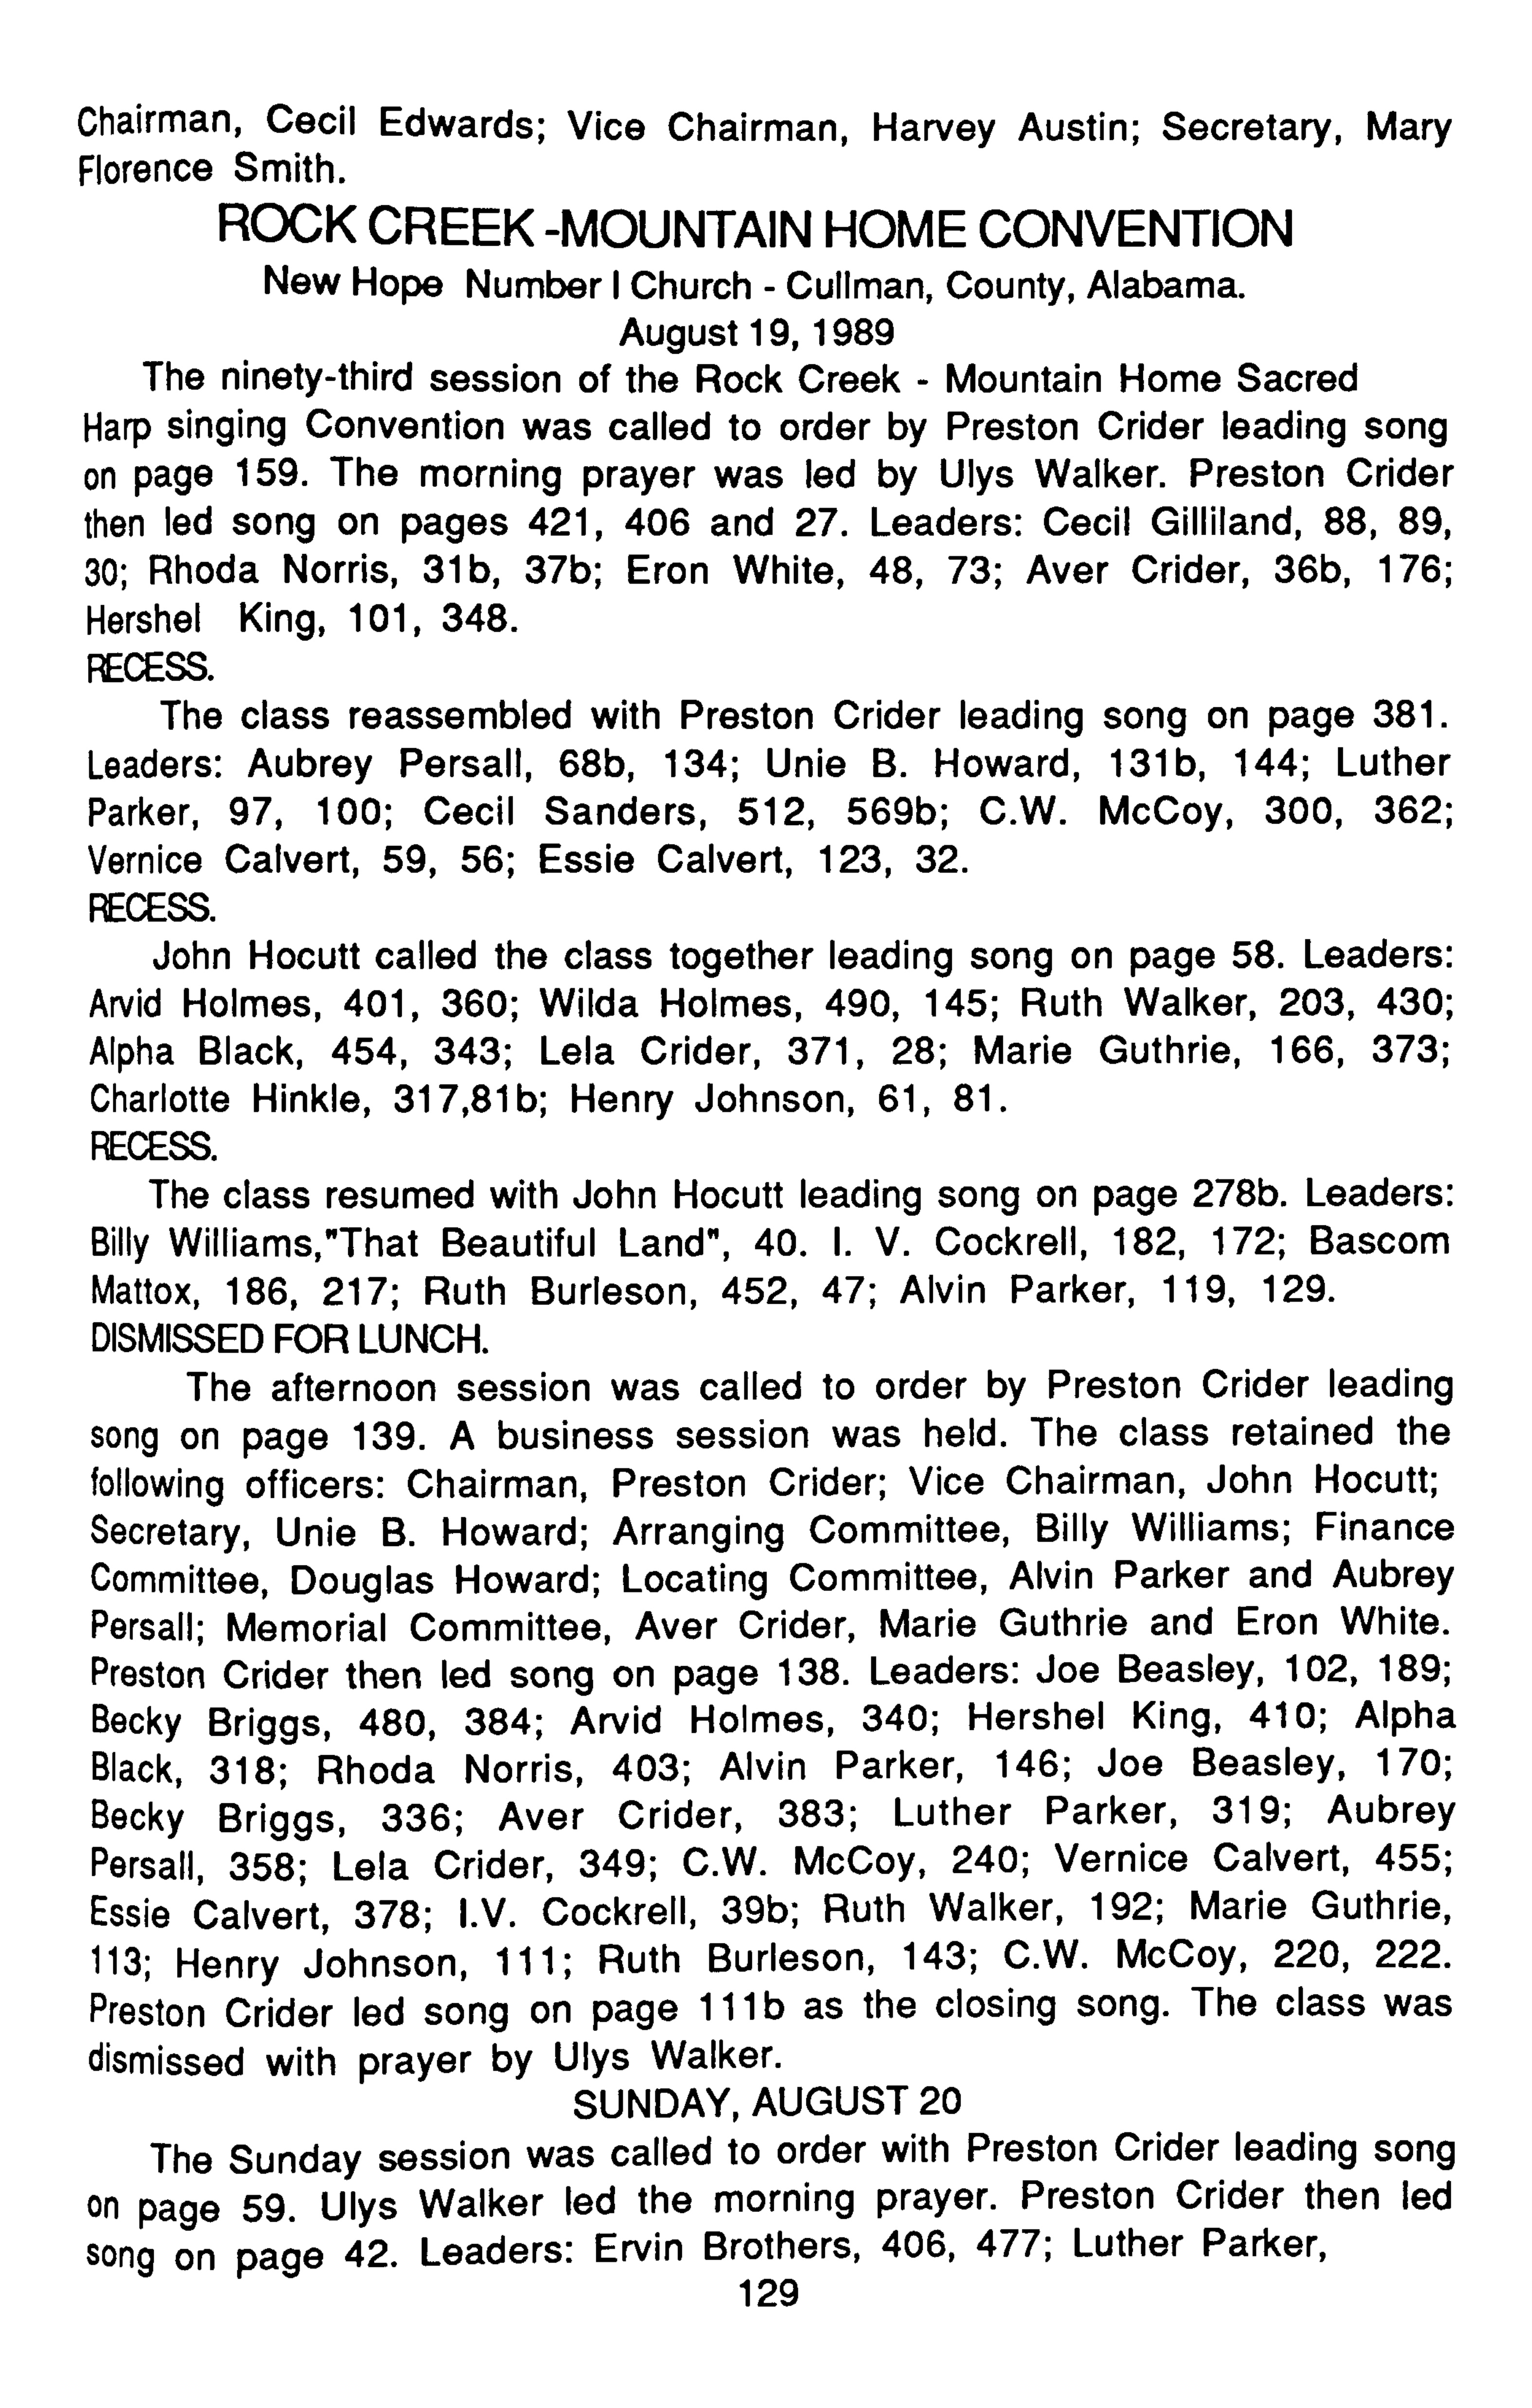 Chairman, Cecil Edwards; Vice Chairman, Harvey Austin; Secretary, Mary
Florence Smith.
ROCK CREEK -MOUNTAIN HOME CONVENTION
New Hope Number I Church - Cullman, County, Alabama.
August 19, 1989
The ninety-third session of the Rock Creek - Mountain Home Sacred
Harp singing Convention was called to order by Preston Crider leading song
on page 159. The morning prayer was led by Ulys Walker. Preston Crider
then led song on pages 421, 406 and 27. Leaders: Cecil Gilliland, 88, 89,
30; Rhoda Norris, 31b, 37b; Eron White, 48, 73; Aver Crider, 36b, 176;
Hershel King, 101, 348.
RECESS.
The class reassembled with Preston Crider leading song on page 381.
Leaders: Aubrey Persall, 68b, 134; Unie B. Howard, 131b, 144; Luther
Parker, 97, 100; Cecil Sanders, 512, 569b; C.W. McCoy, 300, 362;
Vernice Calvert, 59, 56; Essie Calvert, 123, 32.
RECESS.
John Hocutt called the class together leading song on page 58. Leaders:
Arvid Holmes, 401, 360; Wilda Holmes, 490, 145; Ruth Walker, 203, 430;
Alpha Black, 454, 343; Lela Crider, 371, 28; Marie Guthrie, 166, 373;
Charlotte Hinkle, 317,81b; Henry Johnson, 61, 81.
RECESS.
The class resumed with John Hocutt leading song on page 278b. Leaders:
Billy Williams,"That Beautiful Land", 40. I. V. Cockrell, 182, 172; Bascom
Mattox, 186, 217; Ruth Burleson, 452, 47; Alvin Parker, 119, 129.
DISMISSED FOR LUNCH.
The afternoon session was called to order by Preston Crider leading
song on page 139. A business session was held. The class retained the
following officers: Chairman, Preston Crider; Vice Chairman, John Hocutt;
Secretary, Unie B. Howard; Arranging Committee, Billy Williams; Finance
Committee, Douglas Howard; Locating Committee, Alvin Parker and Aubrey
Persall; Memorial Committee, Aver Crider, Marie Guthrie and Eron White.
Preston Crider then led song on page 138. Leaders: Joe Beasley, 102, 189;
Becky Briggs, 480, 384; Arvid Holmes, 340; Hershel King, 410; Alpha
Black, 318; Rhoda Norris, 403; Alvin Parker, 146; Joe Beasley, 170;
Becky Briggs, 336; Aver Crider, 383; Luther Parker, 319; Aubrey
Persall, 358; Lela Crider, 349; C.W. McCoy, 240; Vernice Calvert, 455;
Essie Calvert, 378; I.V. Cockrell, 39b; Ruth Walker, 192; Marie Guthrie,
113; Henry Johnson, 111; Ruth Burleson, 143; C.W. McCoy, 220, 222.
Preston Crider led song on page 111b as the closing song. The class was
dismissed with prayer by Ulys Walker.
SUNDAY, AUGUST 20
The Sunday session was called to order with Preston Crider leading song
on page 59. Ulys Walker led the morning prayer. Preston Crider then led
song on page 42. Leaders: Ervin Brothers, 406, 477; Luther Parker,
129